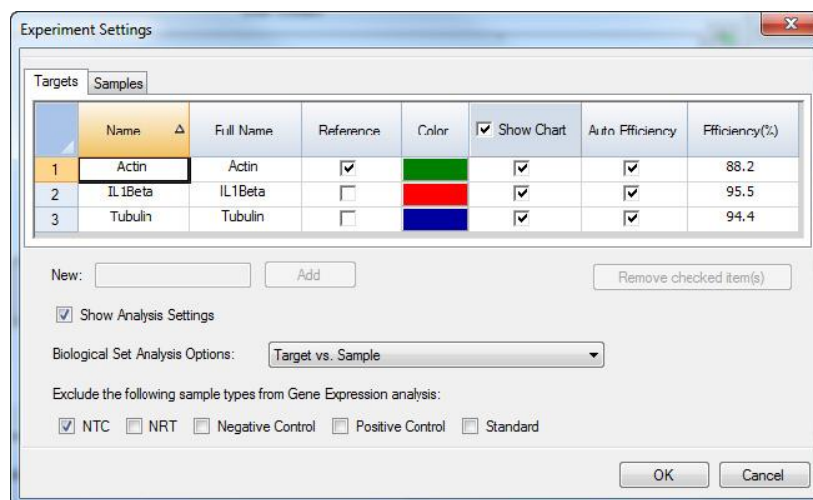 Experiment Settings
Targets Samples
Name Full Name Reference Color Show Chart Auto Efficiency Efficiency(%)
1 Actin Actin 88.2
2 IL1Beta IL1Beta 95.5
3 Tubulin Tubulin 94.4
New: Add Remove checked item(s)
Show Analysis Settings
Biological Set Analysis Options: Target vs. Sample
Exclude the following sample types from Gene Expression analysis:
NTC NRT Negative Control Positive Control Standard
OK Cancel